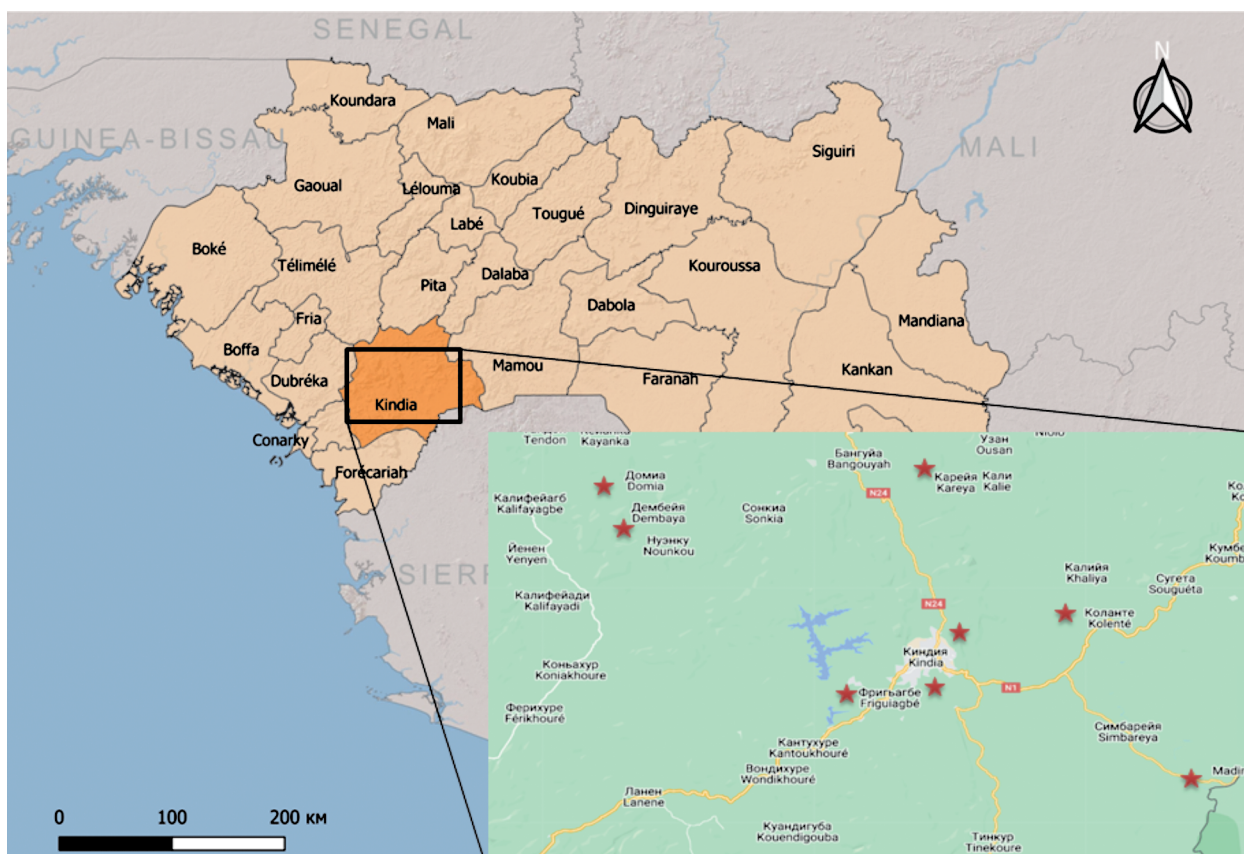 SENEGAL
N
Koundara
Mali
GUINEA-BISSAU
MALI
Siguiri
Gaoual
Lélouma
Koubia
Labé
Tougué
Dinguiraye
Boké
Télimélé
Pita
Dalaba
Kouroussa
Dabola
Fria
Mandiana
Boffa
Dubréka
Mamou
Faranah
Kankan
Kindia
Conarky
Forécariah
SIERR
Tendon
Kayanka
Узан
Ousan
Бангуйа
Bangouyah
Домиа
Domia
Карейя
Kareya
Кали
Kalie
Калифейагб
Kalifayagbe
N24
Дембейя
Dembaya
Сонкиа
Sonkia
Нуэнку
Nounkou
Йенен
Yenyen
Калийя
Khaliya
Сугета
Souguéta
Кумбе
Koumb
Калифейади
Kalifayadi
N24
Коланте
Kolenté
Киндия
Kindia
Коньахур
Koniakhoure
N1
Фригьагбе
Friguiagbé
Ферихуре
Férikhouré
Симбарейя
Simbareya
Кантухуре
Kantoukhouré
Вондихуре
Wondikhouré
Madin
Ланен
Lanene
Куандигуба
Kouendigouba
Тинкур
Tinekoure
0 100 200 км